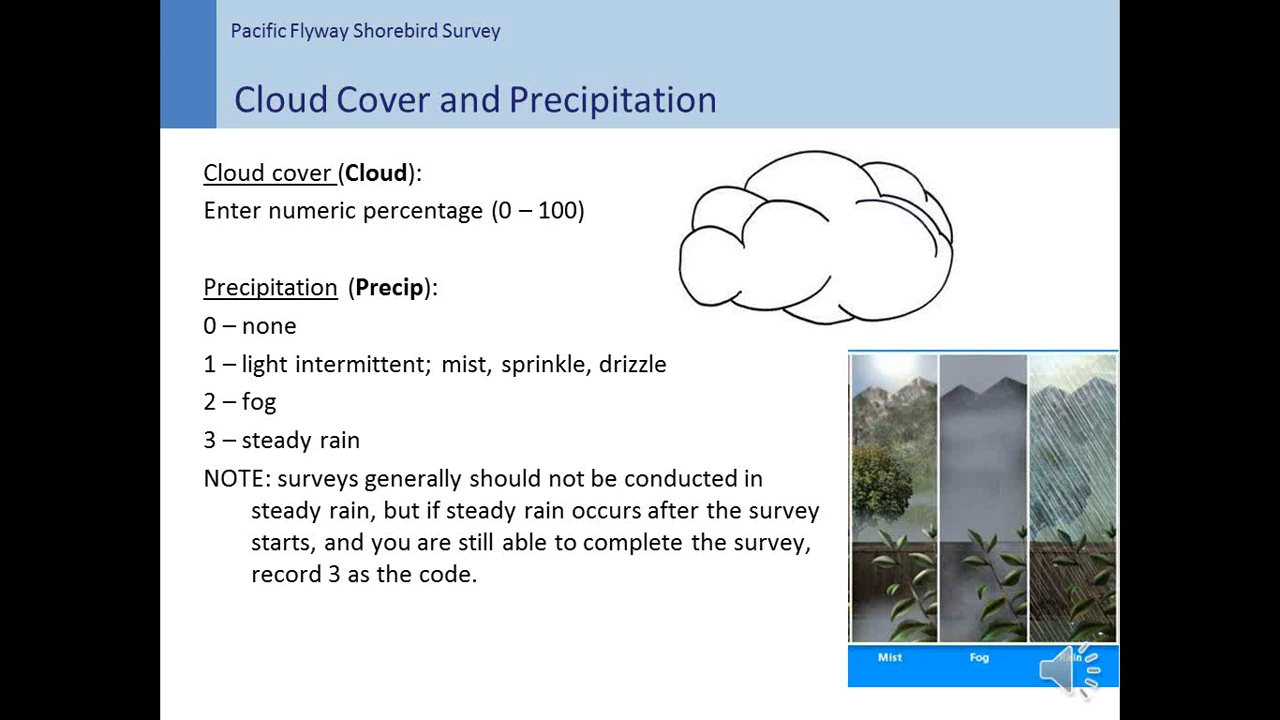 Pacific Flyway Shorebird Survey
Cloud Cover and Precipitation
Cloud cover (Cloud):
Enter numeric percentage (0 – 100)
Precipitation (Precip):
0 – none
1 – light intermittent; mist, sprinkle, drizzle
2 – fog
3 – steady rain
NOTE: surveys generally should not be conducted in
steady rain, but if steady rain occurs after the survey
starts, and you are still able to complete the survey,
record 3 as the code.
Mist Fog